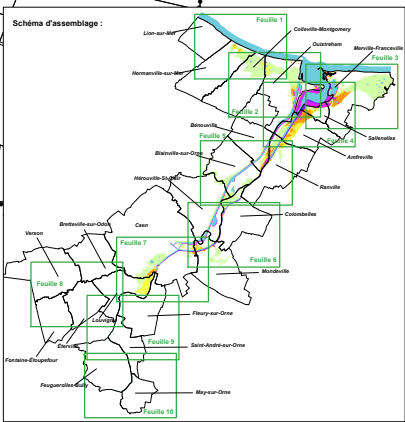 Schéma d'assemblage :
Feuille 1
Lion-sur-Mer
Colleville-Montgomery
Ouistreham
Merville-Franceville
Feuille 3
Hermanville-sur-Mer
Feuille 2
Sallenelles
Bénouville
Feuille 4
Feuille 5
Amfreville
Blainville-sur-Orne
Ranville
Hérouville-St-Clair
Colombelles
Bretteville-sur-Odon
Caen
Verson
Feuille 7
Feuille 6
Mondeville
Feuille 8
Fleury-sur-Orne
Louvigny
Eterville
Feuille 9
Saint-André-sur-Orne
Fontaine-Etoupefour
Feuguerolles-Bully
May-sur-Orne
Feuille 10